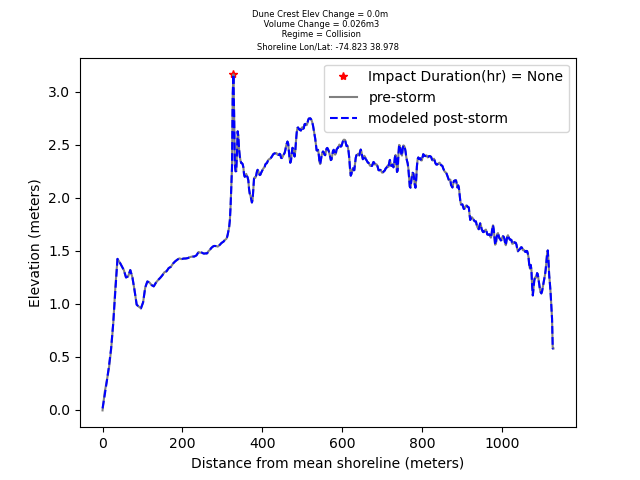 Dune Crest Elev Change = 0.0m
Volume Change = 0.026m3
Regime = Collision
Shoreline Lon/Lat: -74.823 38.978
Impact Duration(hr) = None
pre-storm
modeled post-storm
Elevation (meters)
3.0
2.5
2.0
1.5
1.0
0.5
0.0
0 200 400 600 800 1000
Distance from mean shoreline (meters)